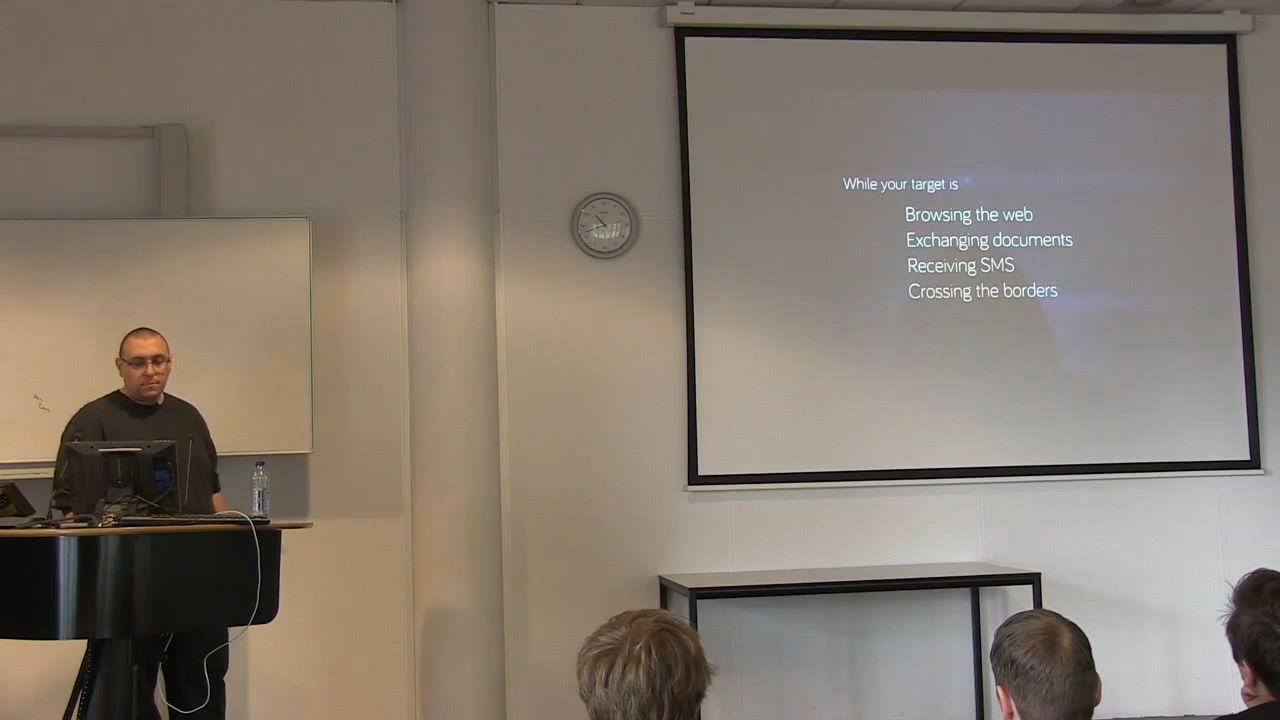 While your target is
Browsing the web
Exchanging documents
Receiving SMS
Crossing the borders